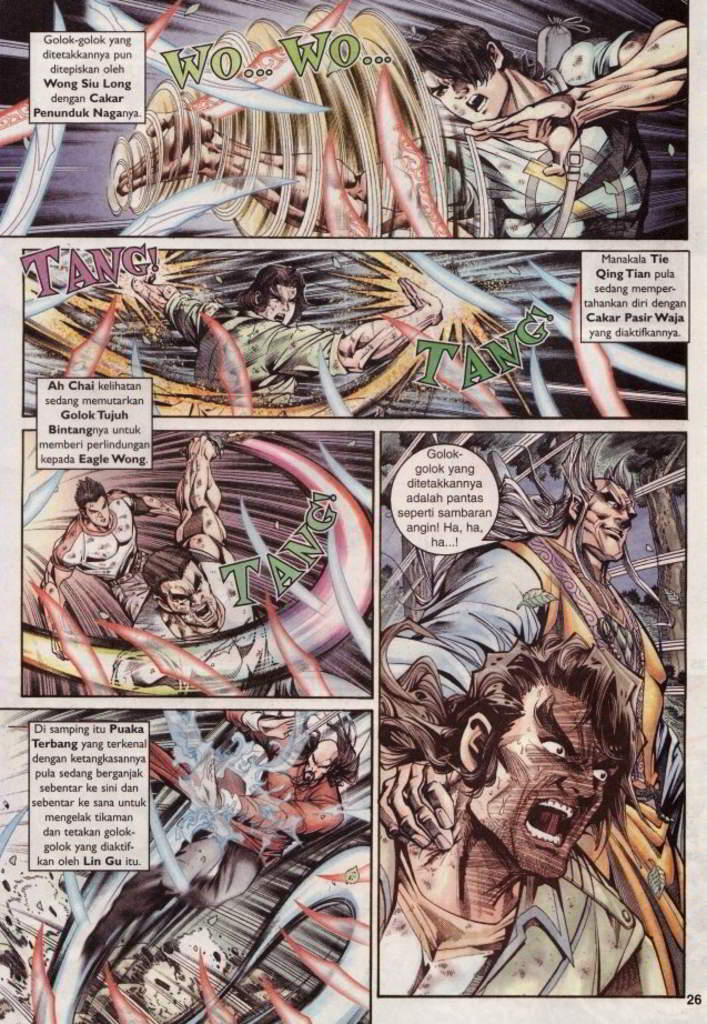 Golok-golok yang
ditetakkannya pun
ditepiskan oleh
Wong Siu Long
dengan Cakar
Penunduk Naganya.
WO... WO...
TANG!
Manakala Tie
Qing Tian pula
sedang memper-
tahankan diri dengan
Cakar Pasir Waja
yang diaktifkannya.
TANG!
Ah Chai kelihatan
sedang memutarkan
Golok Tujuh
Bintangnya untuk
memberi perlindungan
kepada Eagle Wong.
TANG!
Golok-
golok yang
ditetakkannya
adalah pantas
seperti sambaran
angin! Ha, ha,
ha...!
Di samping itu Puaka
Terbang yang terkenal
dengan ketangkasannya
pula sedang berganjak
sebentar ke sini dan
sebentar ke sana untuk
mengelak tikaman
dan tetakan golok-
golok yang diaktif-
kan oleh Lin Gu itu.
26